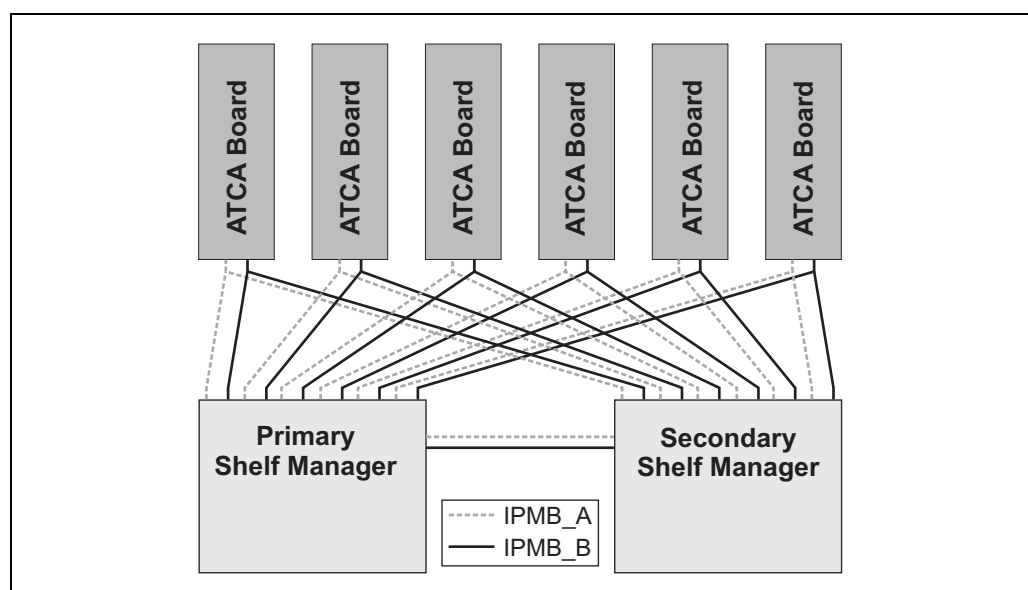 ATCA Board
ATCA Board
ATCA Board
ATCA Board
ATCA Board
ATCA Board
Primary
Shelf Manager
Secondary
Shelf Manager
IPMB_A
IPMB_B